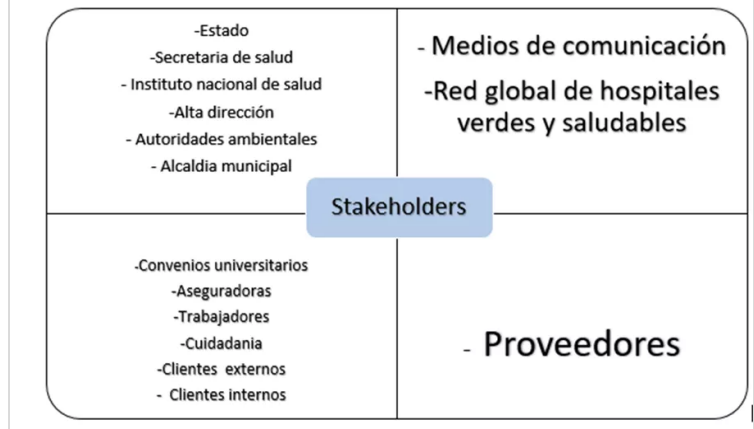 -Estado
-Secretaria de salud
- Instituto nacional de salud
-Alta dirección
- Autoridades ambientales
- Alcaldia municipal
- Medios de comunicación
-Red global de hospitales
verdes y saludables
Stakeholders
-Convenios universitarios
-Aseguradoras
-Trabajadores
-Cuidadania
-Clientes externos
- Clientes internos
- Proveedores